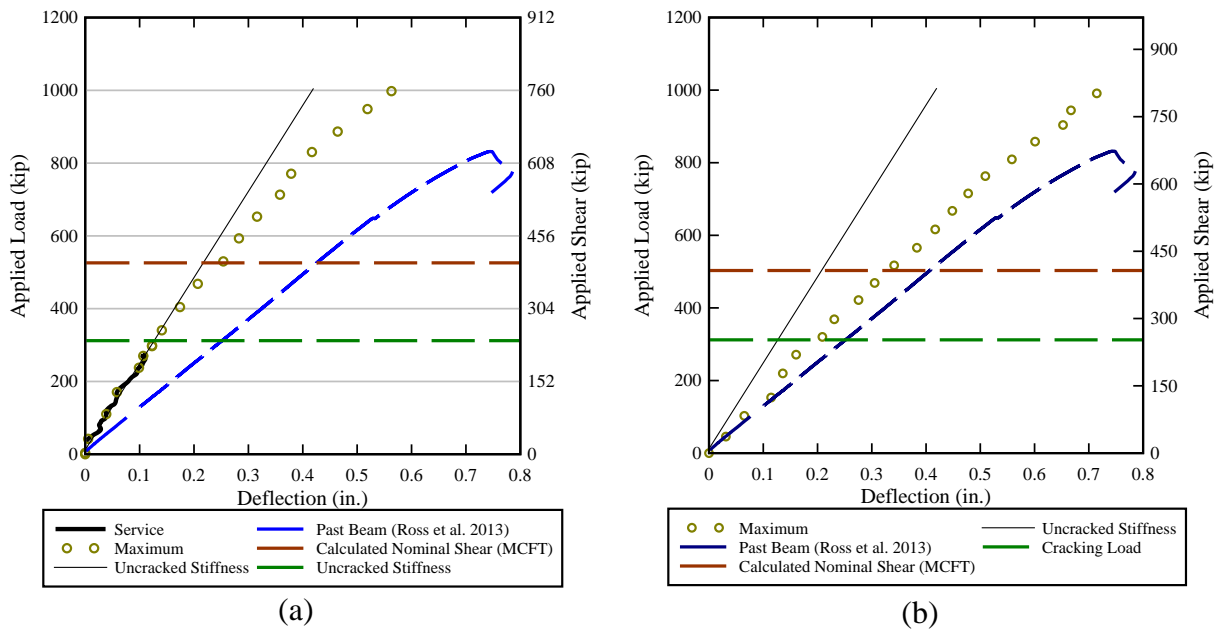 1200
1000
800
600
400
200
0
Applied Load (kip)
912
760
608
456
304
152
0
Applied Shear (kip)
0
0.1
0.2
0.3
0.4
0.5
0.6
0.7
0.8
Deflection (in.)
Service
Maximum
Uncracked Stiffness
Past Beam (Ross et al. 2013)
Calculated Nominal Shear (MCFT)
Uncracked Stiffness
(a)
1200
1000
800
600
400
200
0
Applied Load (kip)
900
750
600
450
300
150
0
Applied Shear (kip)
0
0.1
0.2
0.3
0.4
0.5
0.6
0.7
0.8
Deflection (in.)
Maximum
Past Beam (Ross et al. 2013)
Calculated Nominal Shear (MCFT)
Uncracked Stiffness
Cracking Load
(b)